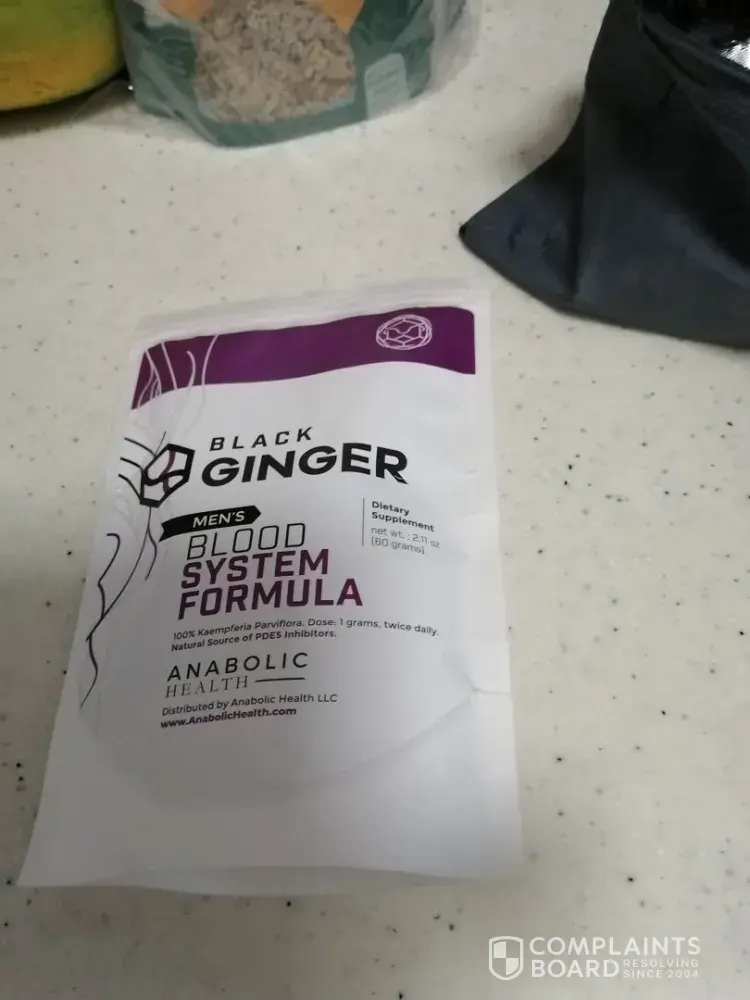 BLACK
GINGER
MEN'S
BLOOD
SYSTEM
FORMULA
Dietary
Supplement
net wt. : 2.11 oz
(60 grams)
100% Kaempferia Parviflora. Dose: 1 grams, twice daily.
Natural Source of PDE5 Inhibitors.
ANABOLIC
HEALTH
Distributed by Anabolic Health LLC
www.AnabolicHealth.com
COMPLAINTS
BOARD RESOLVING
SINCE 2004